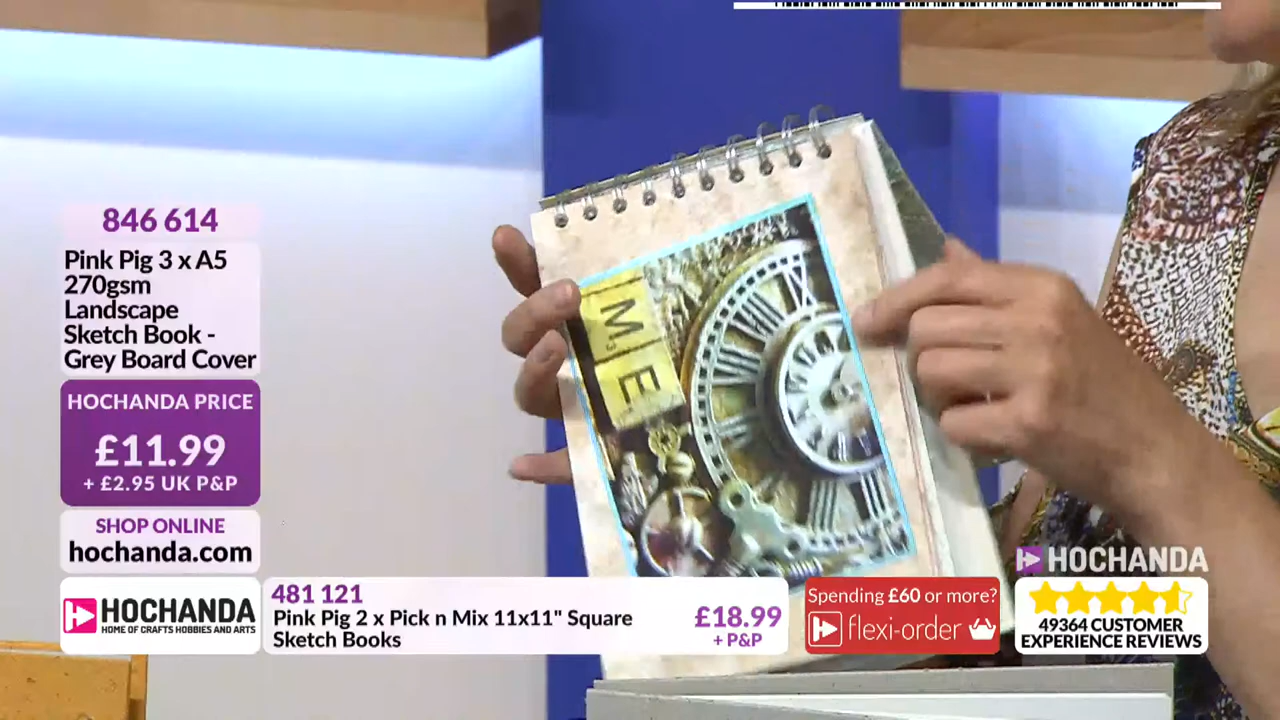 846 614
Pink Pig 3 x A5
270gsm
Landscape
Sketch Book -
Grey Board Cover
HOCHANDA PRICE
£11.99
+ £2.95 UK P&P
SHOP ONLINE
hochanda.com
HOCHANDA
HOME OF CRAFTS HOBBIES AND ARTS
481 121
Pink Pig 2 x Pick n Mix 11x11" Square
Sketch Books
£18.99
+ P&P
Spending £60 or more?
flexi-order
HOCHANDA
49364 CUSTOMER
EXPERIENCE REVIEWS
M3
E